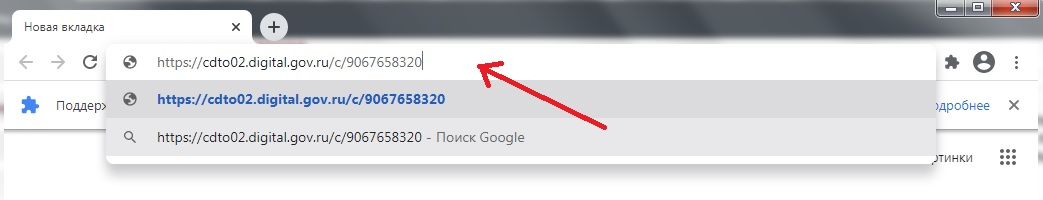 Новая вкладка
https://cdto02.digital.gov.ru/c/9067658320
Поддерж
https://cdto02.digital.gov.ru/c/9067658320
одробнее
https://cdto02.digital.gov.ru/c/9067658320 - Поиск Google
ртинки